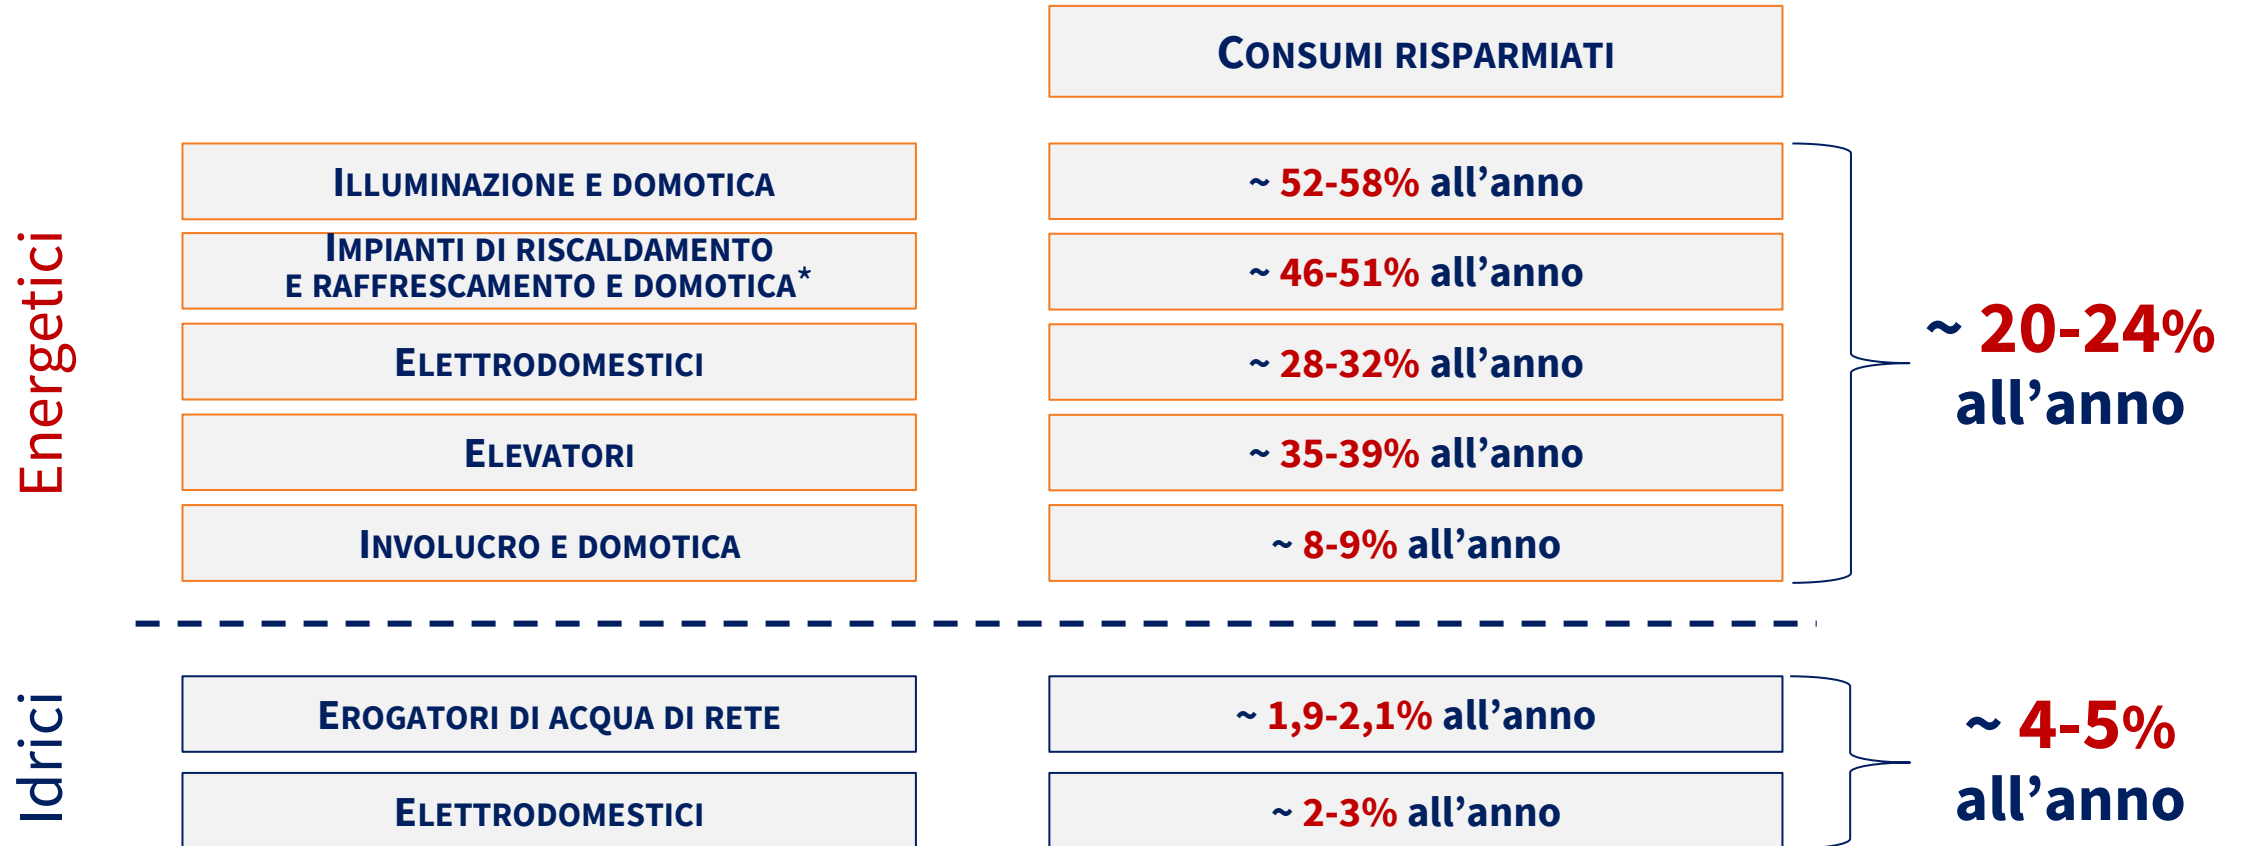 Consumi risparmiati
Energetici
Illuminazione e domotica
~ 52-58% all’anno
Impianti di riscaldamento
e raffrescamento e domotica*
~ 46-51% all’anno
Elettrodomestici
~ 28-32% all’anno
Elevatori
~ 35-39% all’anno
Involucro e domotica
~ 8-9% all’anno
~ 20-24%
all’anno
Idrici
Erogatori di acqua di rete
~ 1,9-2,1% all’anno
Elettrodomestici
~ 2-3% all’anno
~ 4-5%
all’anno